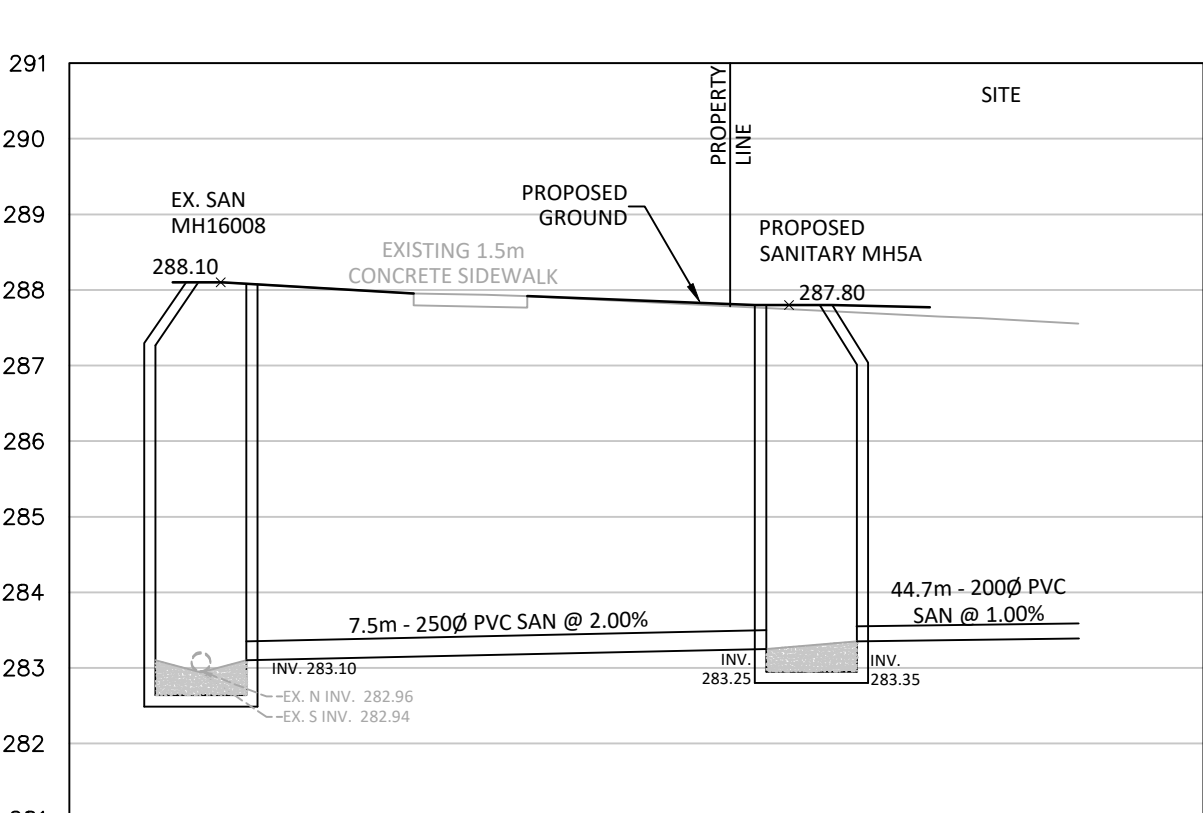 291
290
289
288
287
286
285
284
283
282
PROPERTY
LINE
SITE
EX. SAN
MH16008
288.10
EXISTING 1.5m
CONCRETE SIDEWALK
PROPOSED
GROUND
PROPOSED
SANITARY MH5A
287.80
7.5m - 250Ø PVC SAN @ 2.00%
44.7m - 200Ø PVC
SAN @ 1.00%
INV. 283.10
EX. N INV. 282.96
EX. S INV. 282.94
INV.
283.25
INV.
283.35